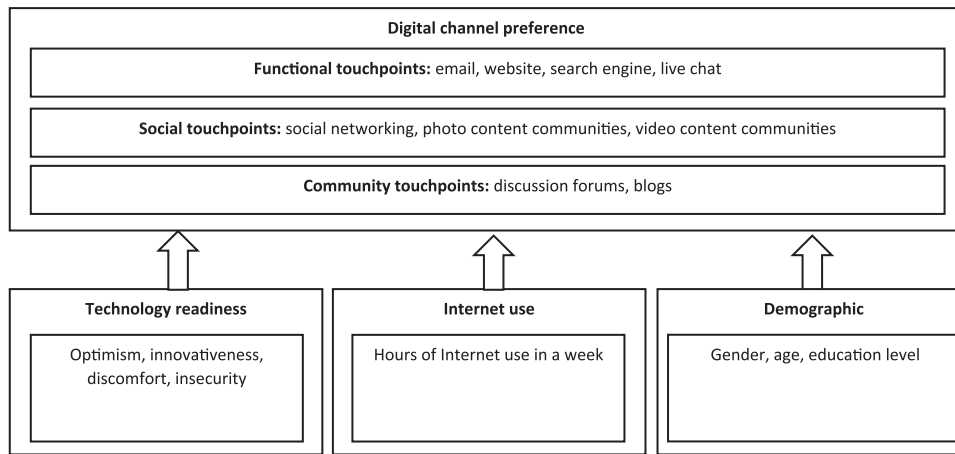 Digital channel preference
Functional touchpoints: email, website, search engine, live chat
Social touchpoints: social networking, photo content communities, video content communities
Community touchpoints: discussion forums, blogs
Technology readiness
Optimism, innovativeness,
discomfort, insecurity
Internet use
Hours of Internet use in a week
Demographic
Gender, age, education level